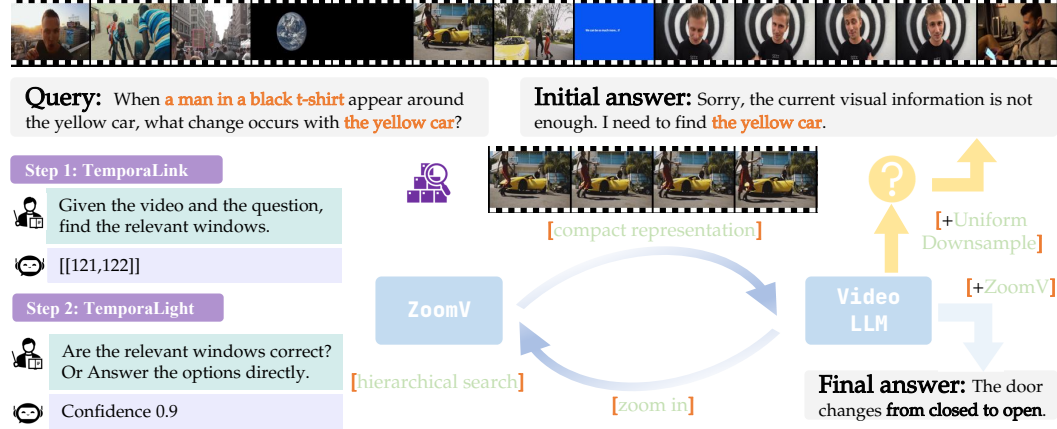 Query: When a man in a black t-shirt appear around
the yellow car, what change occurs with the yellow car?
Initial answer: Sorry, the current visual information is not
enough. I need to find the yellow car.
Step 1: TemporaLink
Given the video and the question,
find the relevant windows.
[[121,122]]
Step 2: TemporaLight
Are the relevant windows correct?
Or Answer the options directly.
Confidence 0.9
[compact representation]
ZoomV
[hierarchical search]
[zoom in]
?
[+Uniform
Downsample]
[+ZoomV]
Video
LLM
Final answer: The door
changes from closed to open.